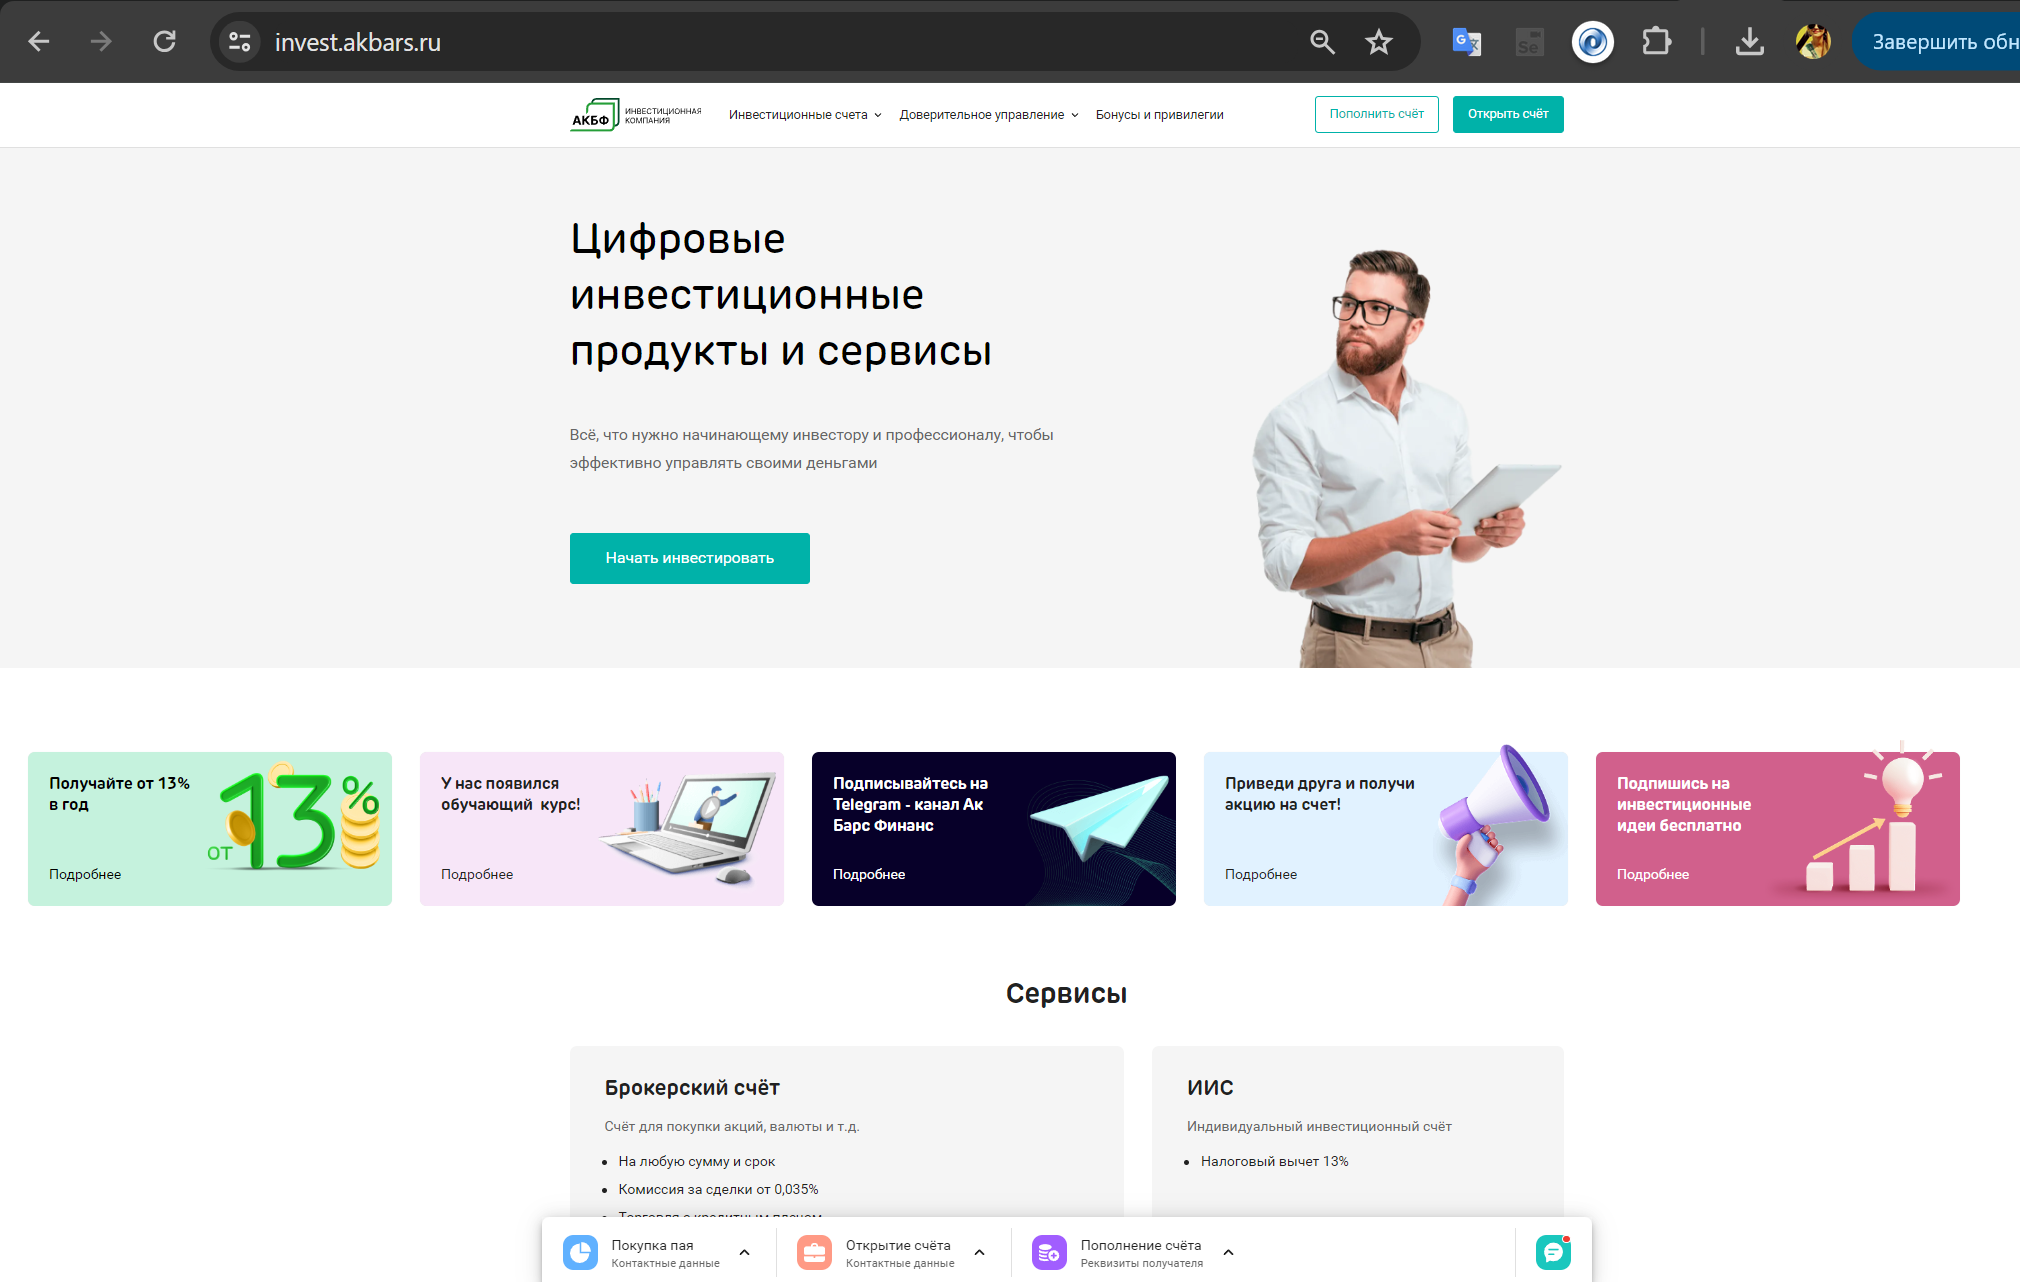 invest.akbars.ru
Завершить обн
АКБФ
ИНВЕСТИЦИОННАЯ
КОМПАНИЯ
Инвестиционные счета
Доверительное управление
Бонусы и привилегии
Пополнить счёт
Открыть счёт
Цифровые
инвестиционные
продукты и сервисы
Всё, что нужно начинающему инвестору и профессионалу, чтобы
эффективно управлять своими деньгами
Начать инвестировать
Получайте от 13%
в год
Подробнее
от 13%
У нас появился
обучающий курс!
Подробнее
Подписывайтесь на
Telegram - канал Ак
Барс Финанс
Подробнее
Приведи друга и получи
акцию на счет!
Подробнее
Подпишись на
инвестиционные
идеи бесплатно
Подробнее
Сервисы
Брокерский счёт
Счёт для покупки акций, валюты и т.д.
На любую сумму и срок
Комиссия за сделки от 0,035%
Торговля с кредитным плечом
ИИС
Индивидуальный инвестиционный счёт
Налоговый вычет 13%
Покупка пая
Контактные данные
Открытие счёта
Контактные данные
Пополнение счёта
Реквизиты получателя